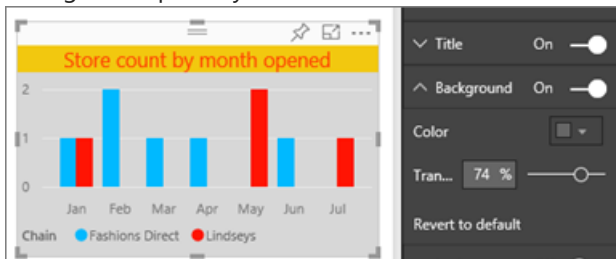 Store count by month opened
2
1
0
Jan Feb Mar Apr May Jun Jul
Chain Fashions Direct Lindseys
Title On
Background On
Color
Tran... 74 %
Revert to default